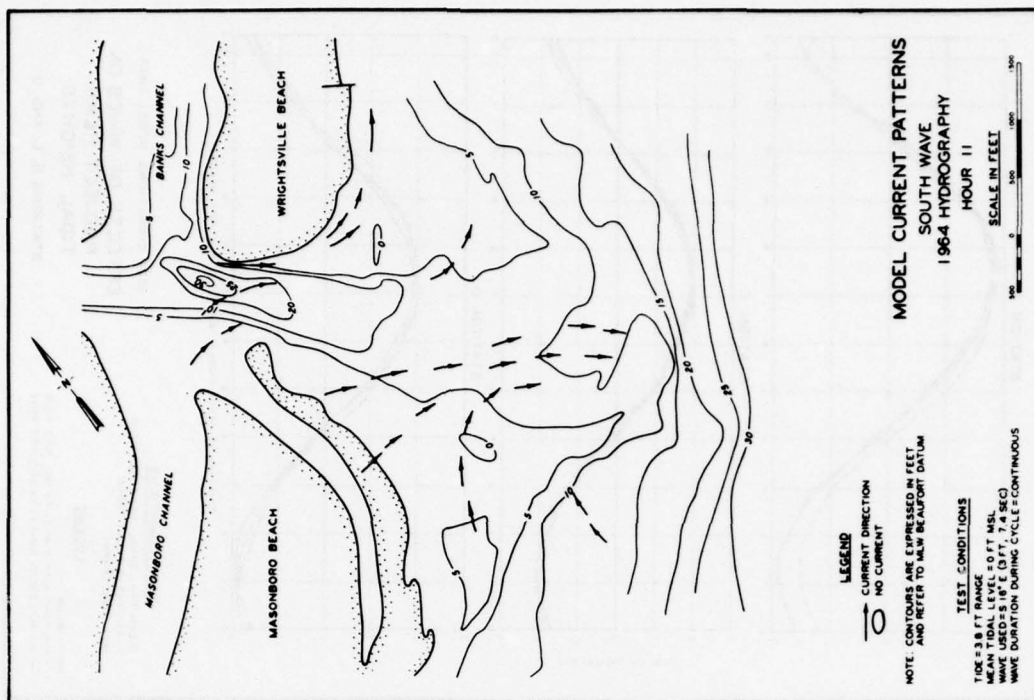 MODEL CURRENT PATTERNS
SOUTH WAVE
1964 HYDROGRAPHY
HOUR 11
SCALE IN FEET
500 0 500 1000 1500
LEGEND
CURRENT DIRECTION
NO CURRENT
NOTE: CONTOURS ARE EXPRESSED IN FEET
AND REFER TO MLW BEAUFORT DATUM
TEST CONDITIONS
TIDE = 3.8 FT RANGE
MEAN TIDAL LEVEL = 0 FT MSL
WAVE USED = S 18° E (3 FT, 7.4 SEC)
WAVE DURATION DURING CYCLE = CONTINUOUS
MASONBORO CHANNEL
MASONBORO BEACH
BANKS CHANNEL
WRIGHTSVILLE BEACH
N
5
10
5
10
5
10
20
30
0
0
5
5
10
5
10
15
20
25
30